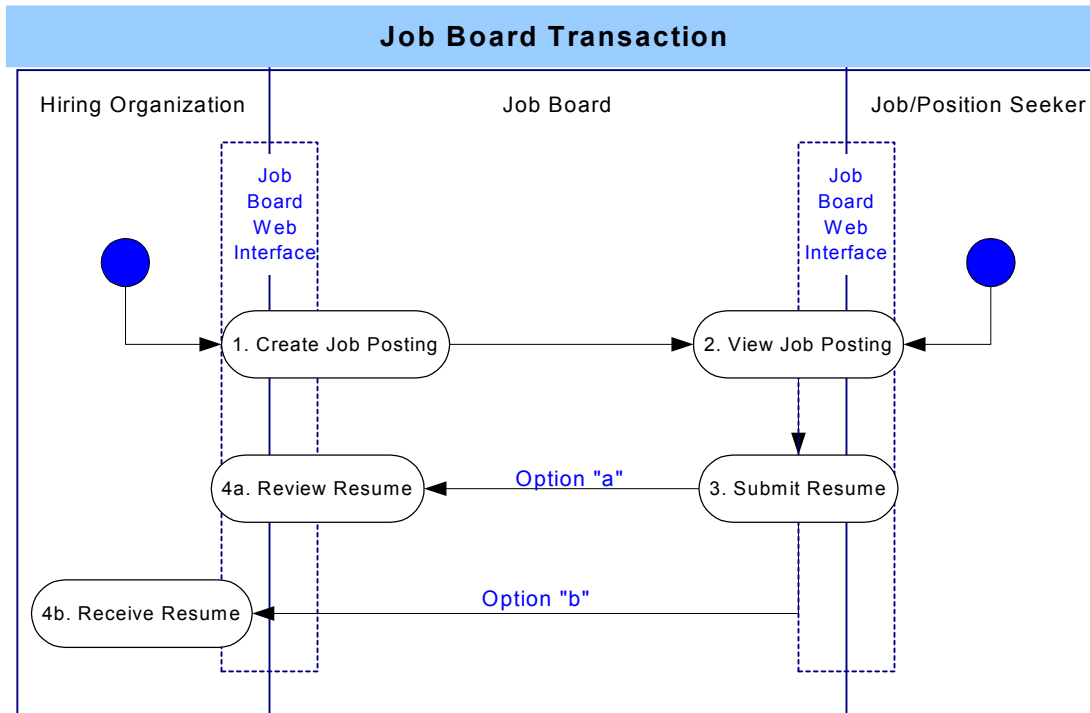 Job Board Transaction
Hiring Organization
Job Board
Job/Position Seeker
Job
Board
Web
Interface
Job
Board
Web
Interface
1. Create Job Posting
2. View Job Posting
Option "a"
4a. Review Resume
3. Submit Resume
Option "b"
4b. Receive Resume